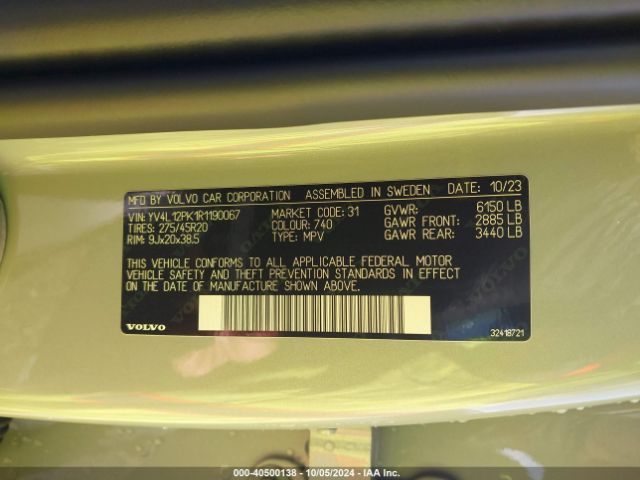 MFD BY VOLVO CAR CORPORATION ASSEMBLED IN SWEDEN DATE: 10/23
VIN: YV4L12PK1R1190067 MARKET CODE: 31 GVWR: 6150 LB
TIRES: 275/45R20 COLOUR: 740 GAWR FRONT: 2885 LB
RIM: 9Jx20x38.5 TYPE: MPV GAWR REAR: 3440 LB
THIS VEHICLE CONFORMS TO ALL APPLICABLE FEDERAL MOTOR
VEHICLE SAFETY AND THEFT PREVENTION STANDARDS IN EFFECT
ON THE DATE OF MANUFACTURE SHOWN ABOVE.
VOLVO 32418721
000-40500138 - 10/05/2024 - IAA Inc.